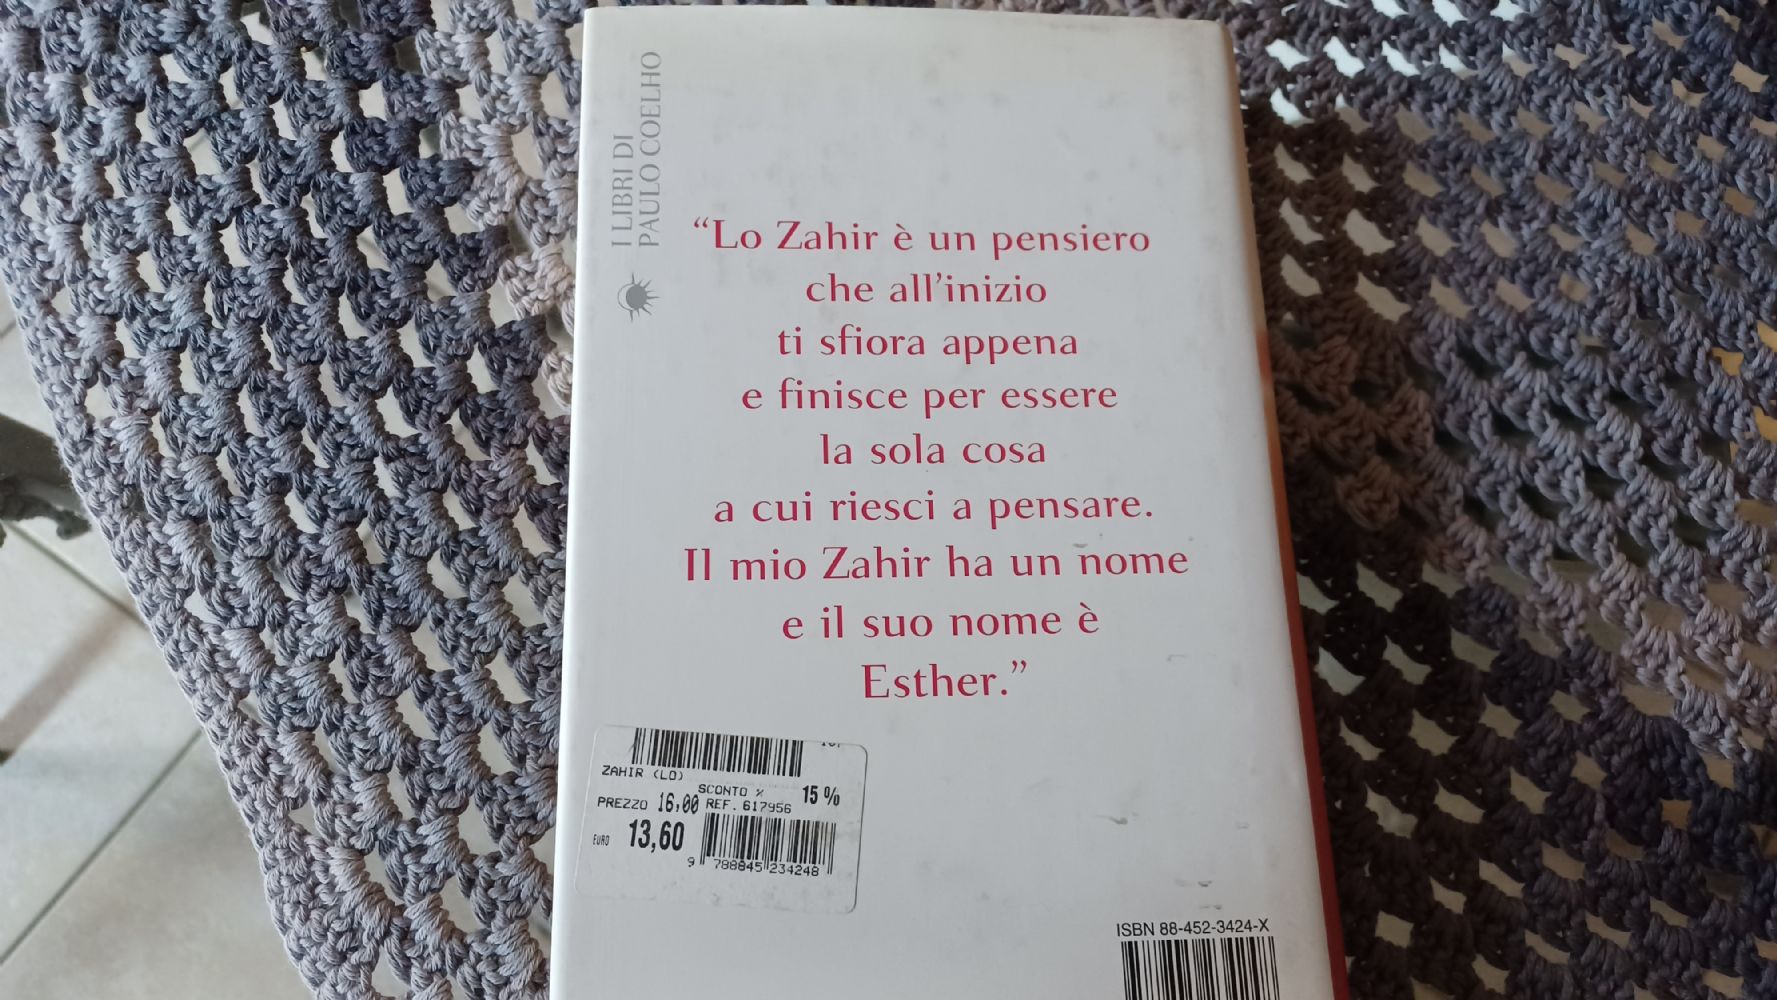 I LIBRI DI
PAULO COELHO
“Lo Zahir è un pensiero
che all’inizio
ti sfiora appena
e finisce per essere
la sola cosa
a cui riesci a pensare.
Il mio Zahir ha un nome
e il suo nome è
Esther.”
ZAHIR (LO)
SCONTO % 15 %
PREZZO 16,00 REF. 617956
EURO 13,60
9 788845 234248
ISBN 88-452-3424-X